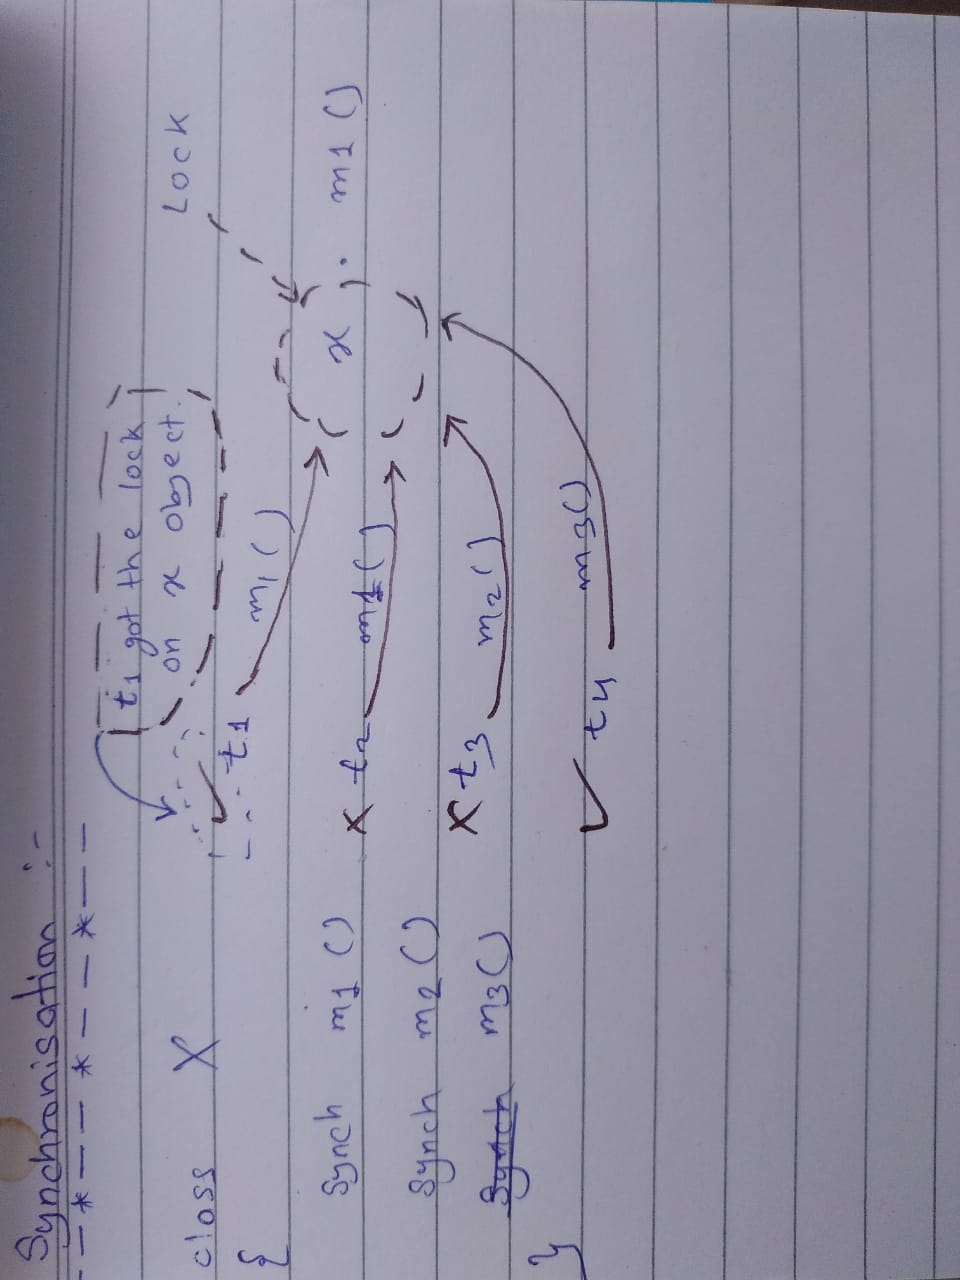 Synchronisation :-
--*---*---*---
t1 got the lock
on x object.
Lock
class X
{
t1 m1()
synch m1()
x t2 m1()
x . m1()
synch m2()
x t3 m2()
synch m3()
}
t4 m3()